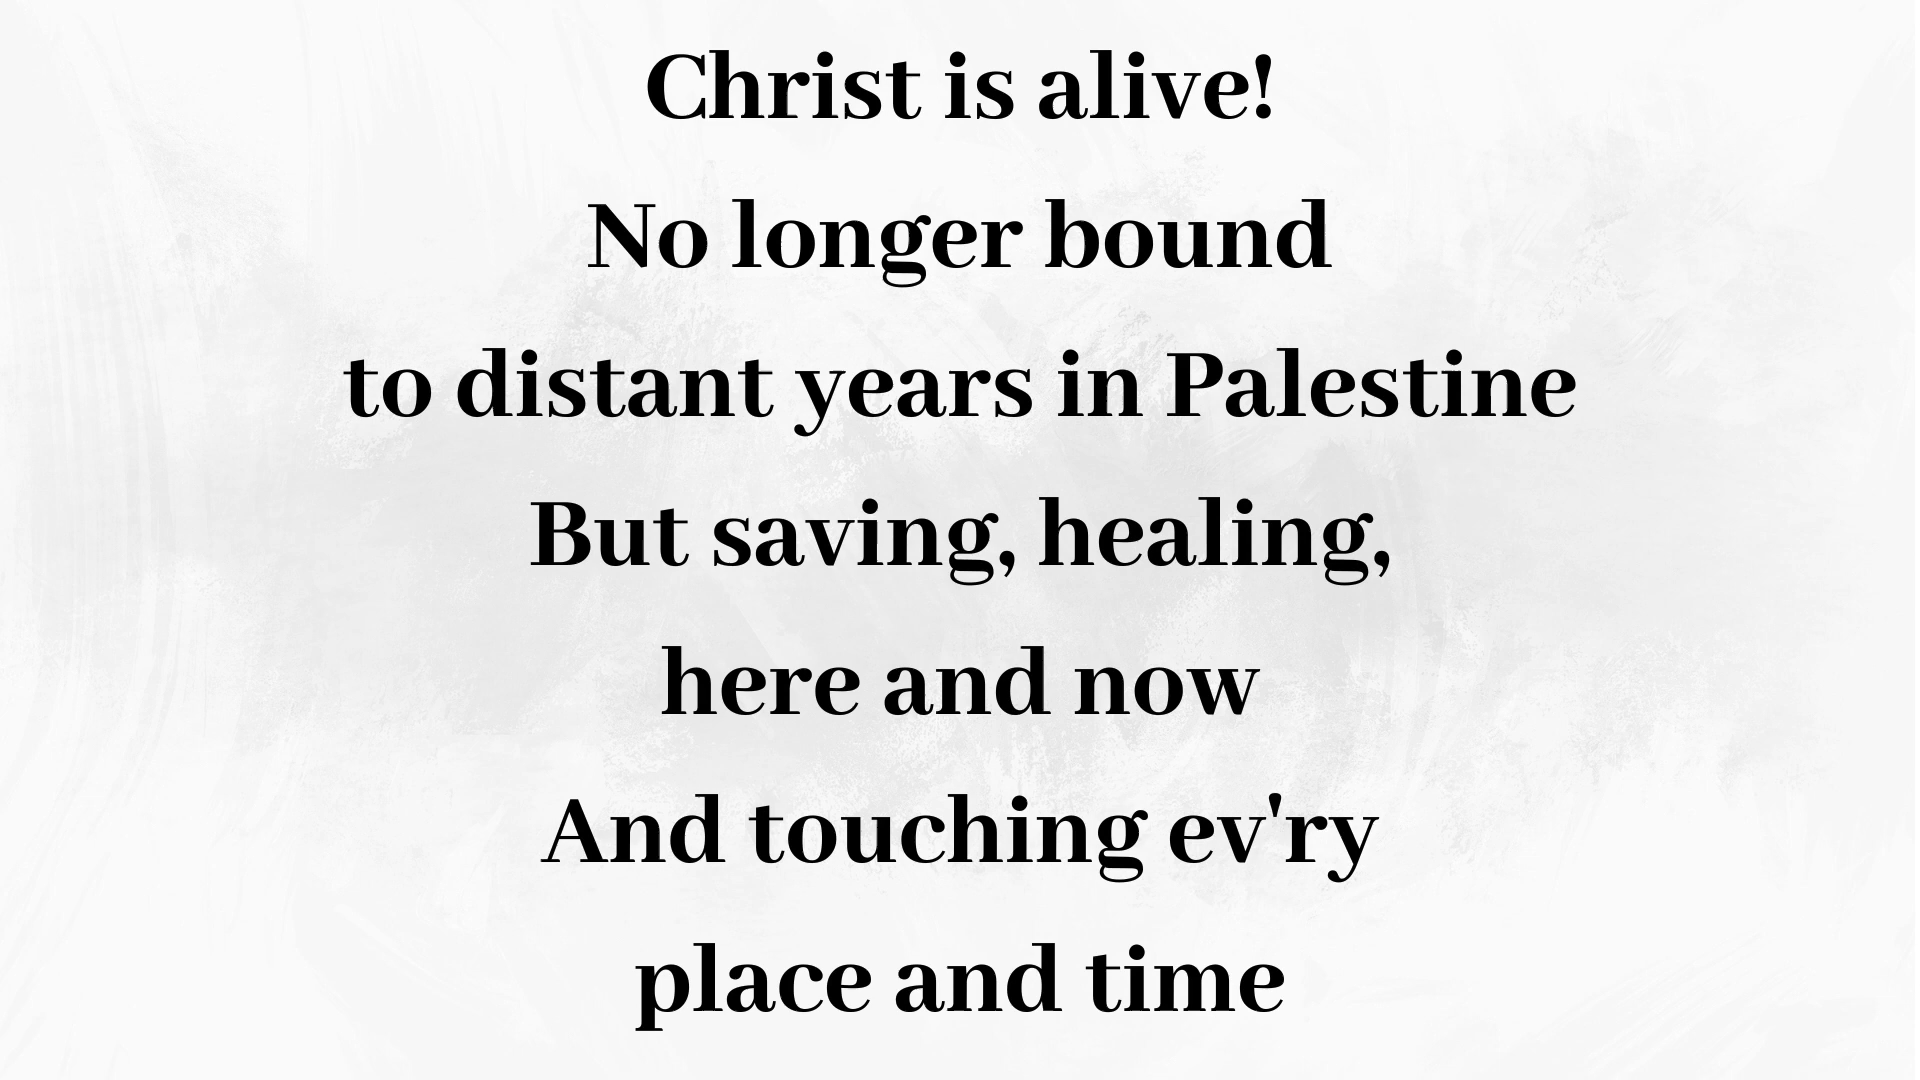 Christ is alive!
No longer bound
to distant years in Palestine
But saving, healing,
here and now
And touching ev'ry
place and time